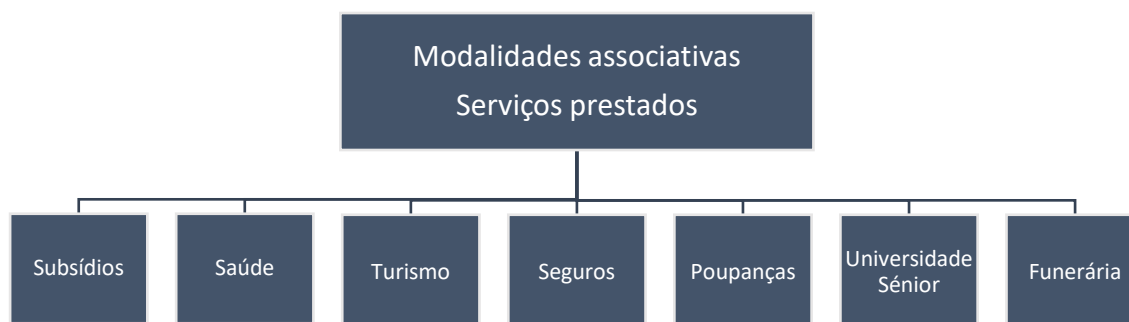 Modalidades associativas
Serviços prestados
Subsídios
Saúde
Turismo
Seguros
Poupanças
Universidade
Sénior
Funerária